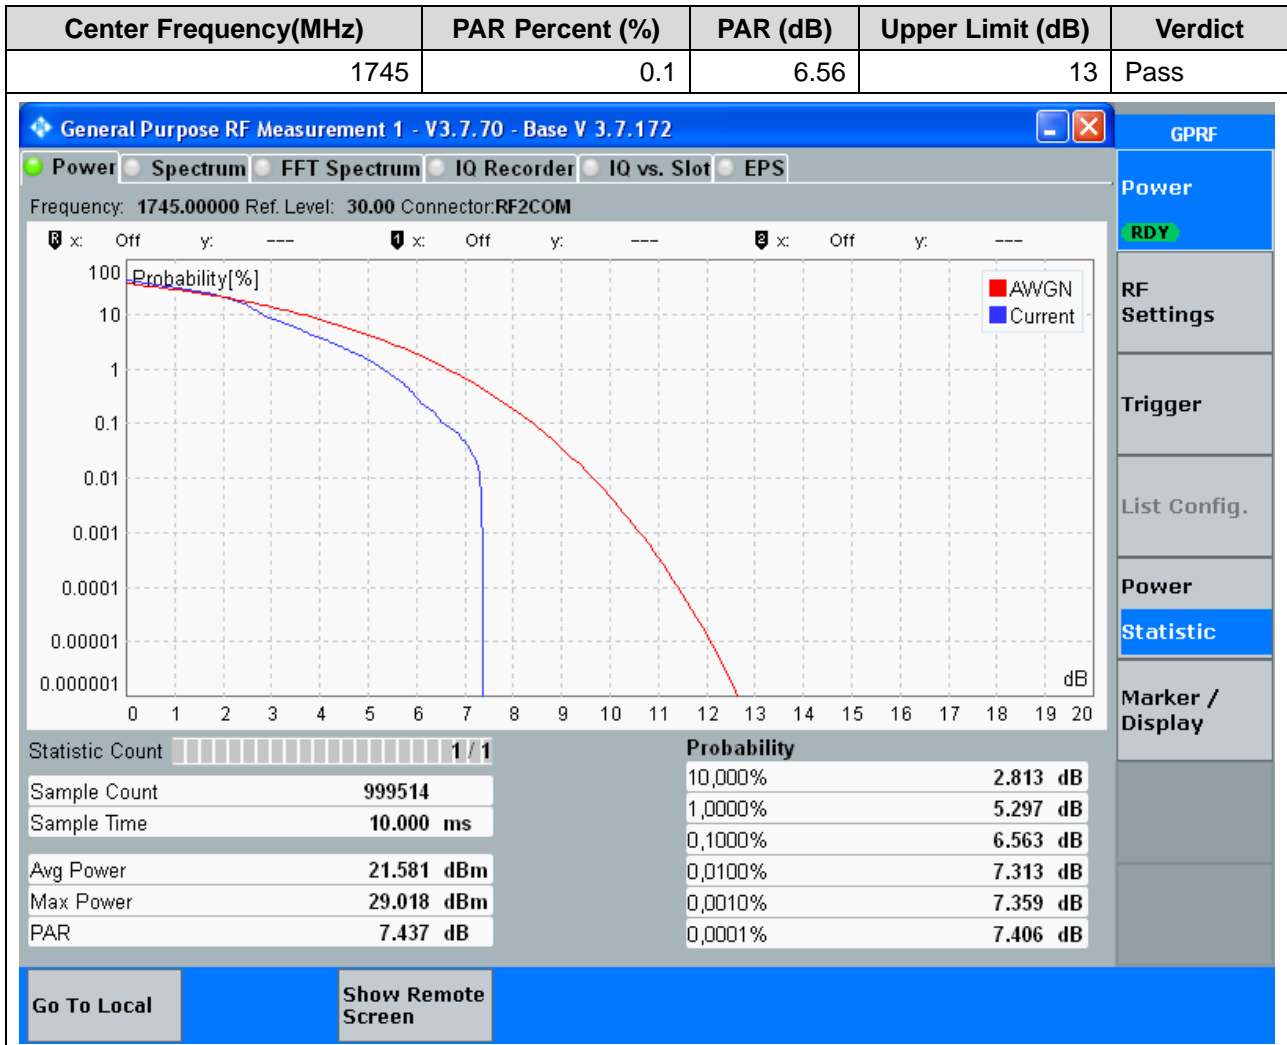 Center Frequency(MHz) PAR Percent (%) PAR (dB) Upper Limit (dB) Verdict
1745 0.1 6.56 13 Pass
General Purpose RF Measurement 1 - V3.7.70 - Base V 3.7.172
GPRF
Power Spectrum FFT Spectrum IQ Recorder IQ vs. Slot EPS
Power
RDY
Frequency: 1745.00000 Ref. Level: 30.00 Connector:RF2COM
R x: Off y: --- 1 x: Off y: --- 2 x: Off y: ---
Probability[%]
100
10
1
0.1
0.01
0.001
0.0001
0.00001
0.000001
AWGN
Current
dB
0 1 2 3 4 5 6 7 8 9 10 11 12 13 14 15 16 17 18 19 20
RF
Settings
Trigger
List Config.
Power
Statistic
Marker /
Display
Statistic Count 1 / 1
Sample Count 999514
Sample Time 10.000 ms
Avg Power 21.581 dBm
Max Power 29.018 dBm
PAR 7.437 dB
Probability
10,000% 2.813 dB
1,0000% 5.297 dB
0,1000% 6.563 dB
0,0100% 7.313 dB
0,0010% 7.359 dB
0,0001% 7.406 dB
Go To Local
Show Remote
Screen